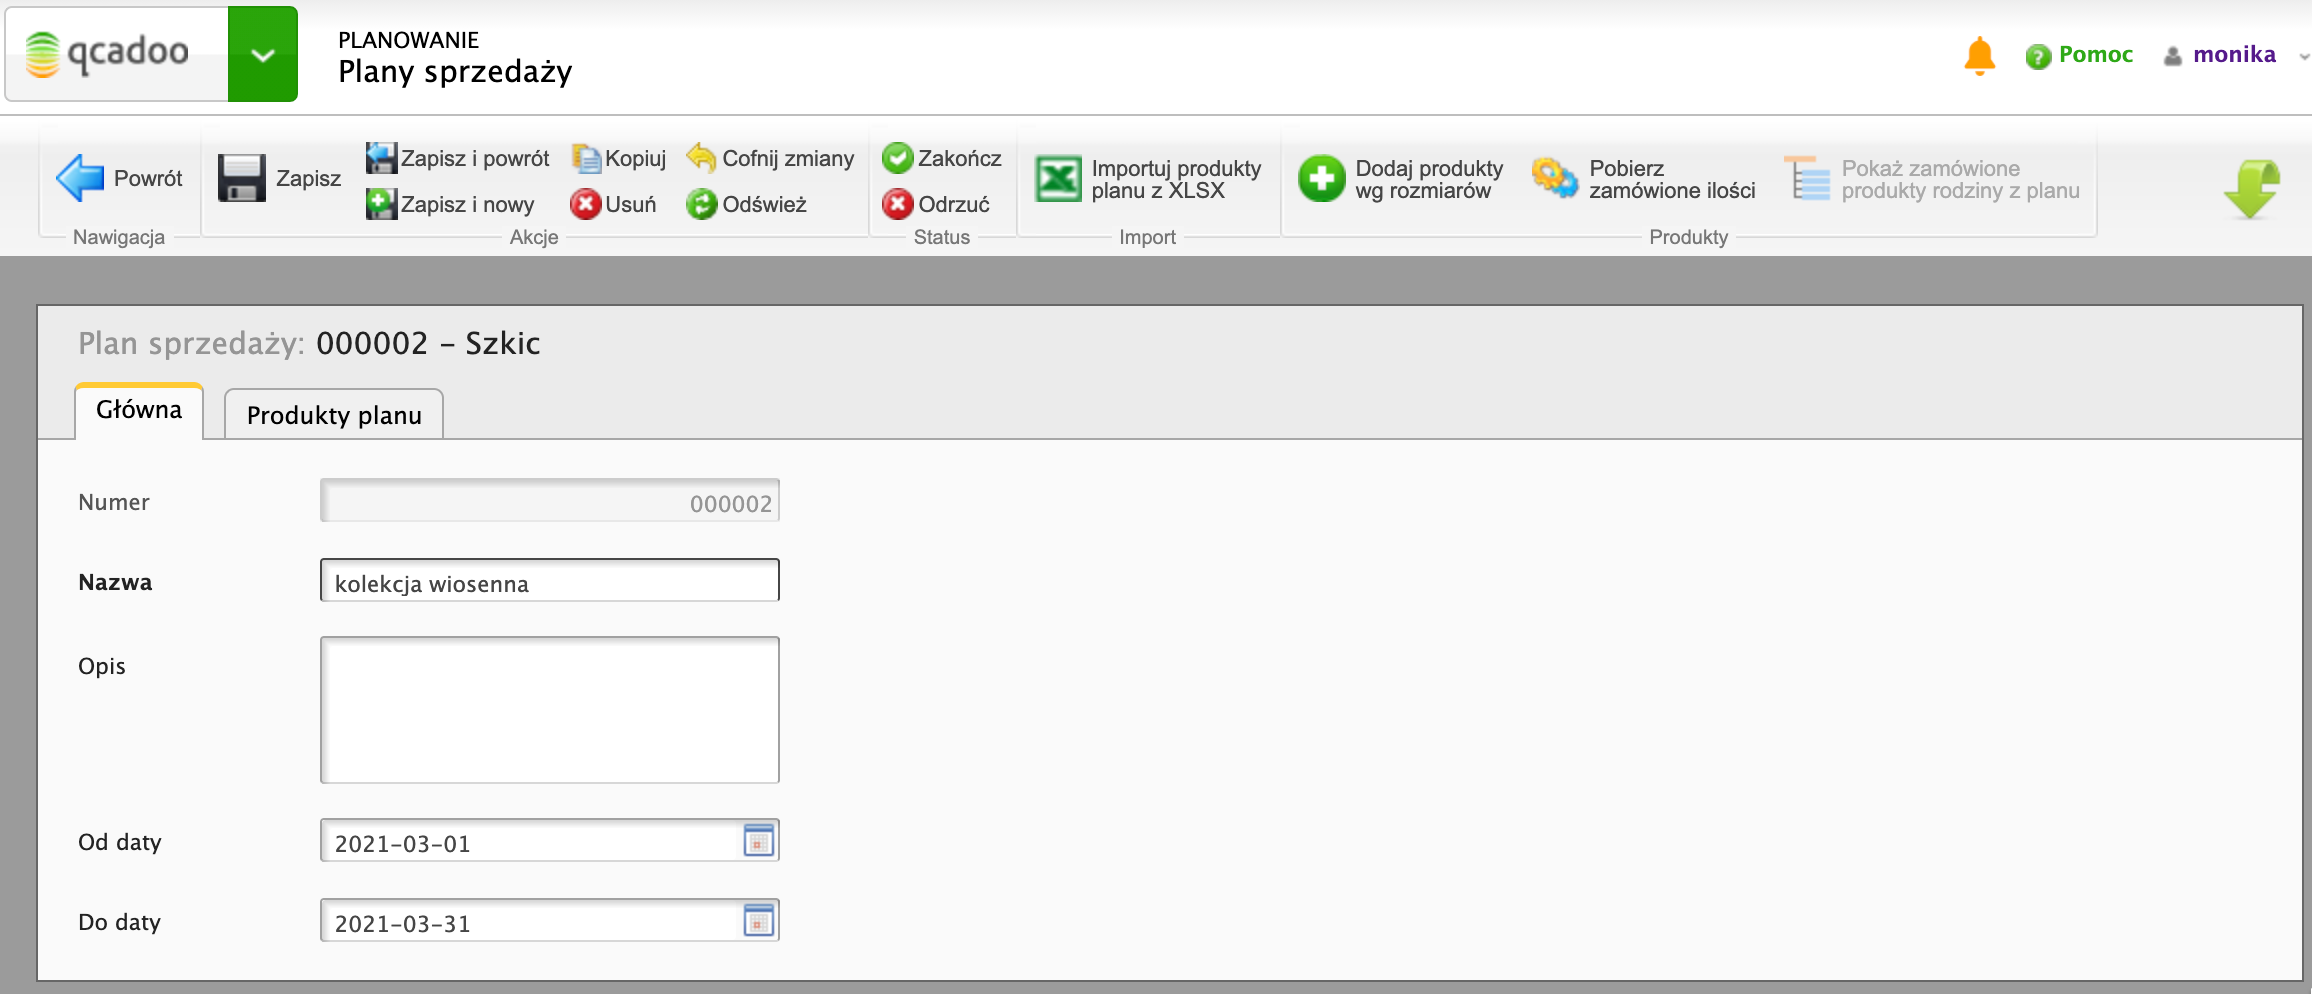 qcadoo
PLANOWANIE
Plany sprzedaży
Pomoc
monika
Powrót
Nawigacja
Zapisz
Zapisz i powrót
Kopiuj
Cofnij zmiany
Zapisz i nowy
Usuń
Odśwież
Akcje
Zakończ
Odrzuć
Status
Importuj produkty
planu z XLSX
Import
Dodaj produkty
wg rozmiarów
Pobierz
zamówione ilości
Pokaż zamówione
produkty rodziny z planu
Produkty
Plan sprzedaży: 000002 - Szkic
Główna
Produkty planu
Numer
000002
Nazwa
kolekcja wiosenna
Opis
Od daty
2021-03-01
Do daty
2021-03-31